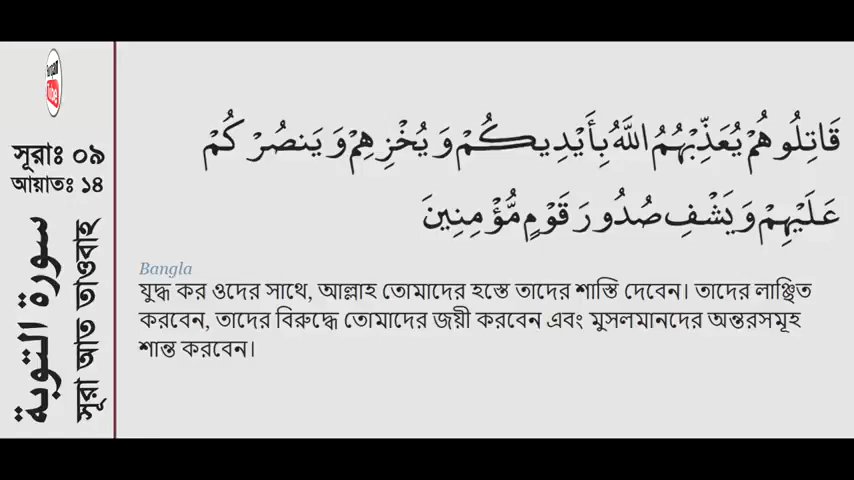 সূরাঃ ০৯
আয়াতঃ ১৪
سورة التوبة
সূরা আত তাওবাহ
قَاتِلُوهُمْ يُعَذِّبْهُمُ اللَّهُ بِأَيْدِيكُمْ وَيُخْزِهِمْ وَيَنصُرْكُمْ
عَلَيْهِمْ وَيَشْفِ صُدُورَ قَوْمٍ مُّؤْمِنِينَ
Bangla
যুদ্ধ কর ওদের সাথে, আল্লাহ তোমাদের হস্তে তাদের শাস্তি দেবেন। তাদের লাঞ্ছিত
করবেন, তাদের বিরুদ্ধে তোমাদের জয়ী করবেন এবং মুসলমানদের অন্তরসমূহ
শান্ত করবেন।